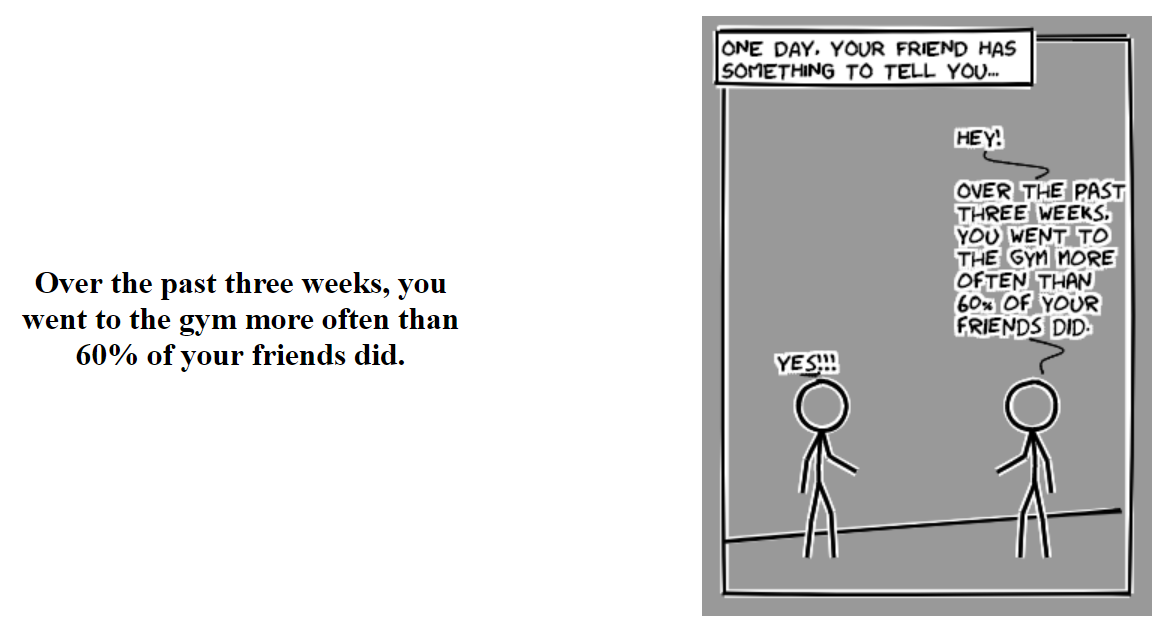 Over the past three weeks, you
went to the gym more often than
60% of your friends did.
ONE DAY, YOUR FRIEND HAS
SOMETHING TO TELL YOU...
HEY!
OVER THE PAST
THREE WEEKS,
YOU WENT TO
THE GYM MORE
OFTEN THAN
60% OF YOUR
FRIENDS DID.
YES!!!